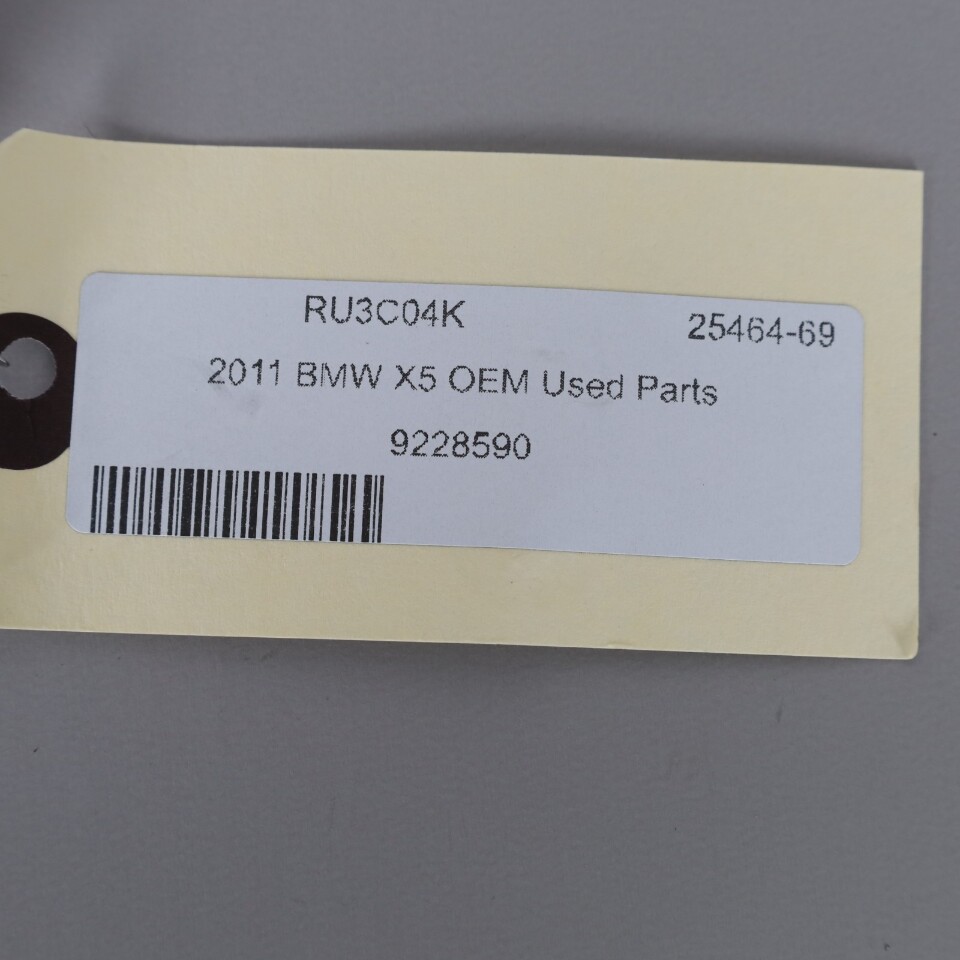 RU3C04K 25464-69
2011 BMW X5 OEM Used Parts
9228590